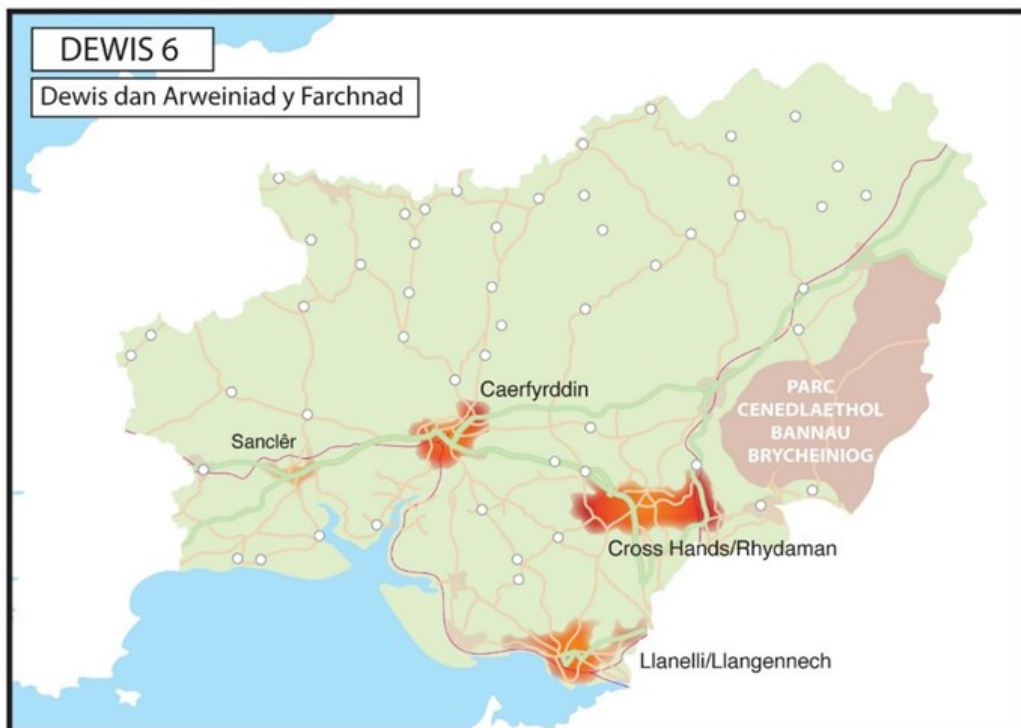 DEWIS 6
Dewis dan Arweiniad y Farchnad
Caerfyrddin
Sanclêr
PARC
CENEDLAETHOL
BANNAU
BRYCHEINIOG
Cross Hands/Rhydaman
Llanelli/Llangennech